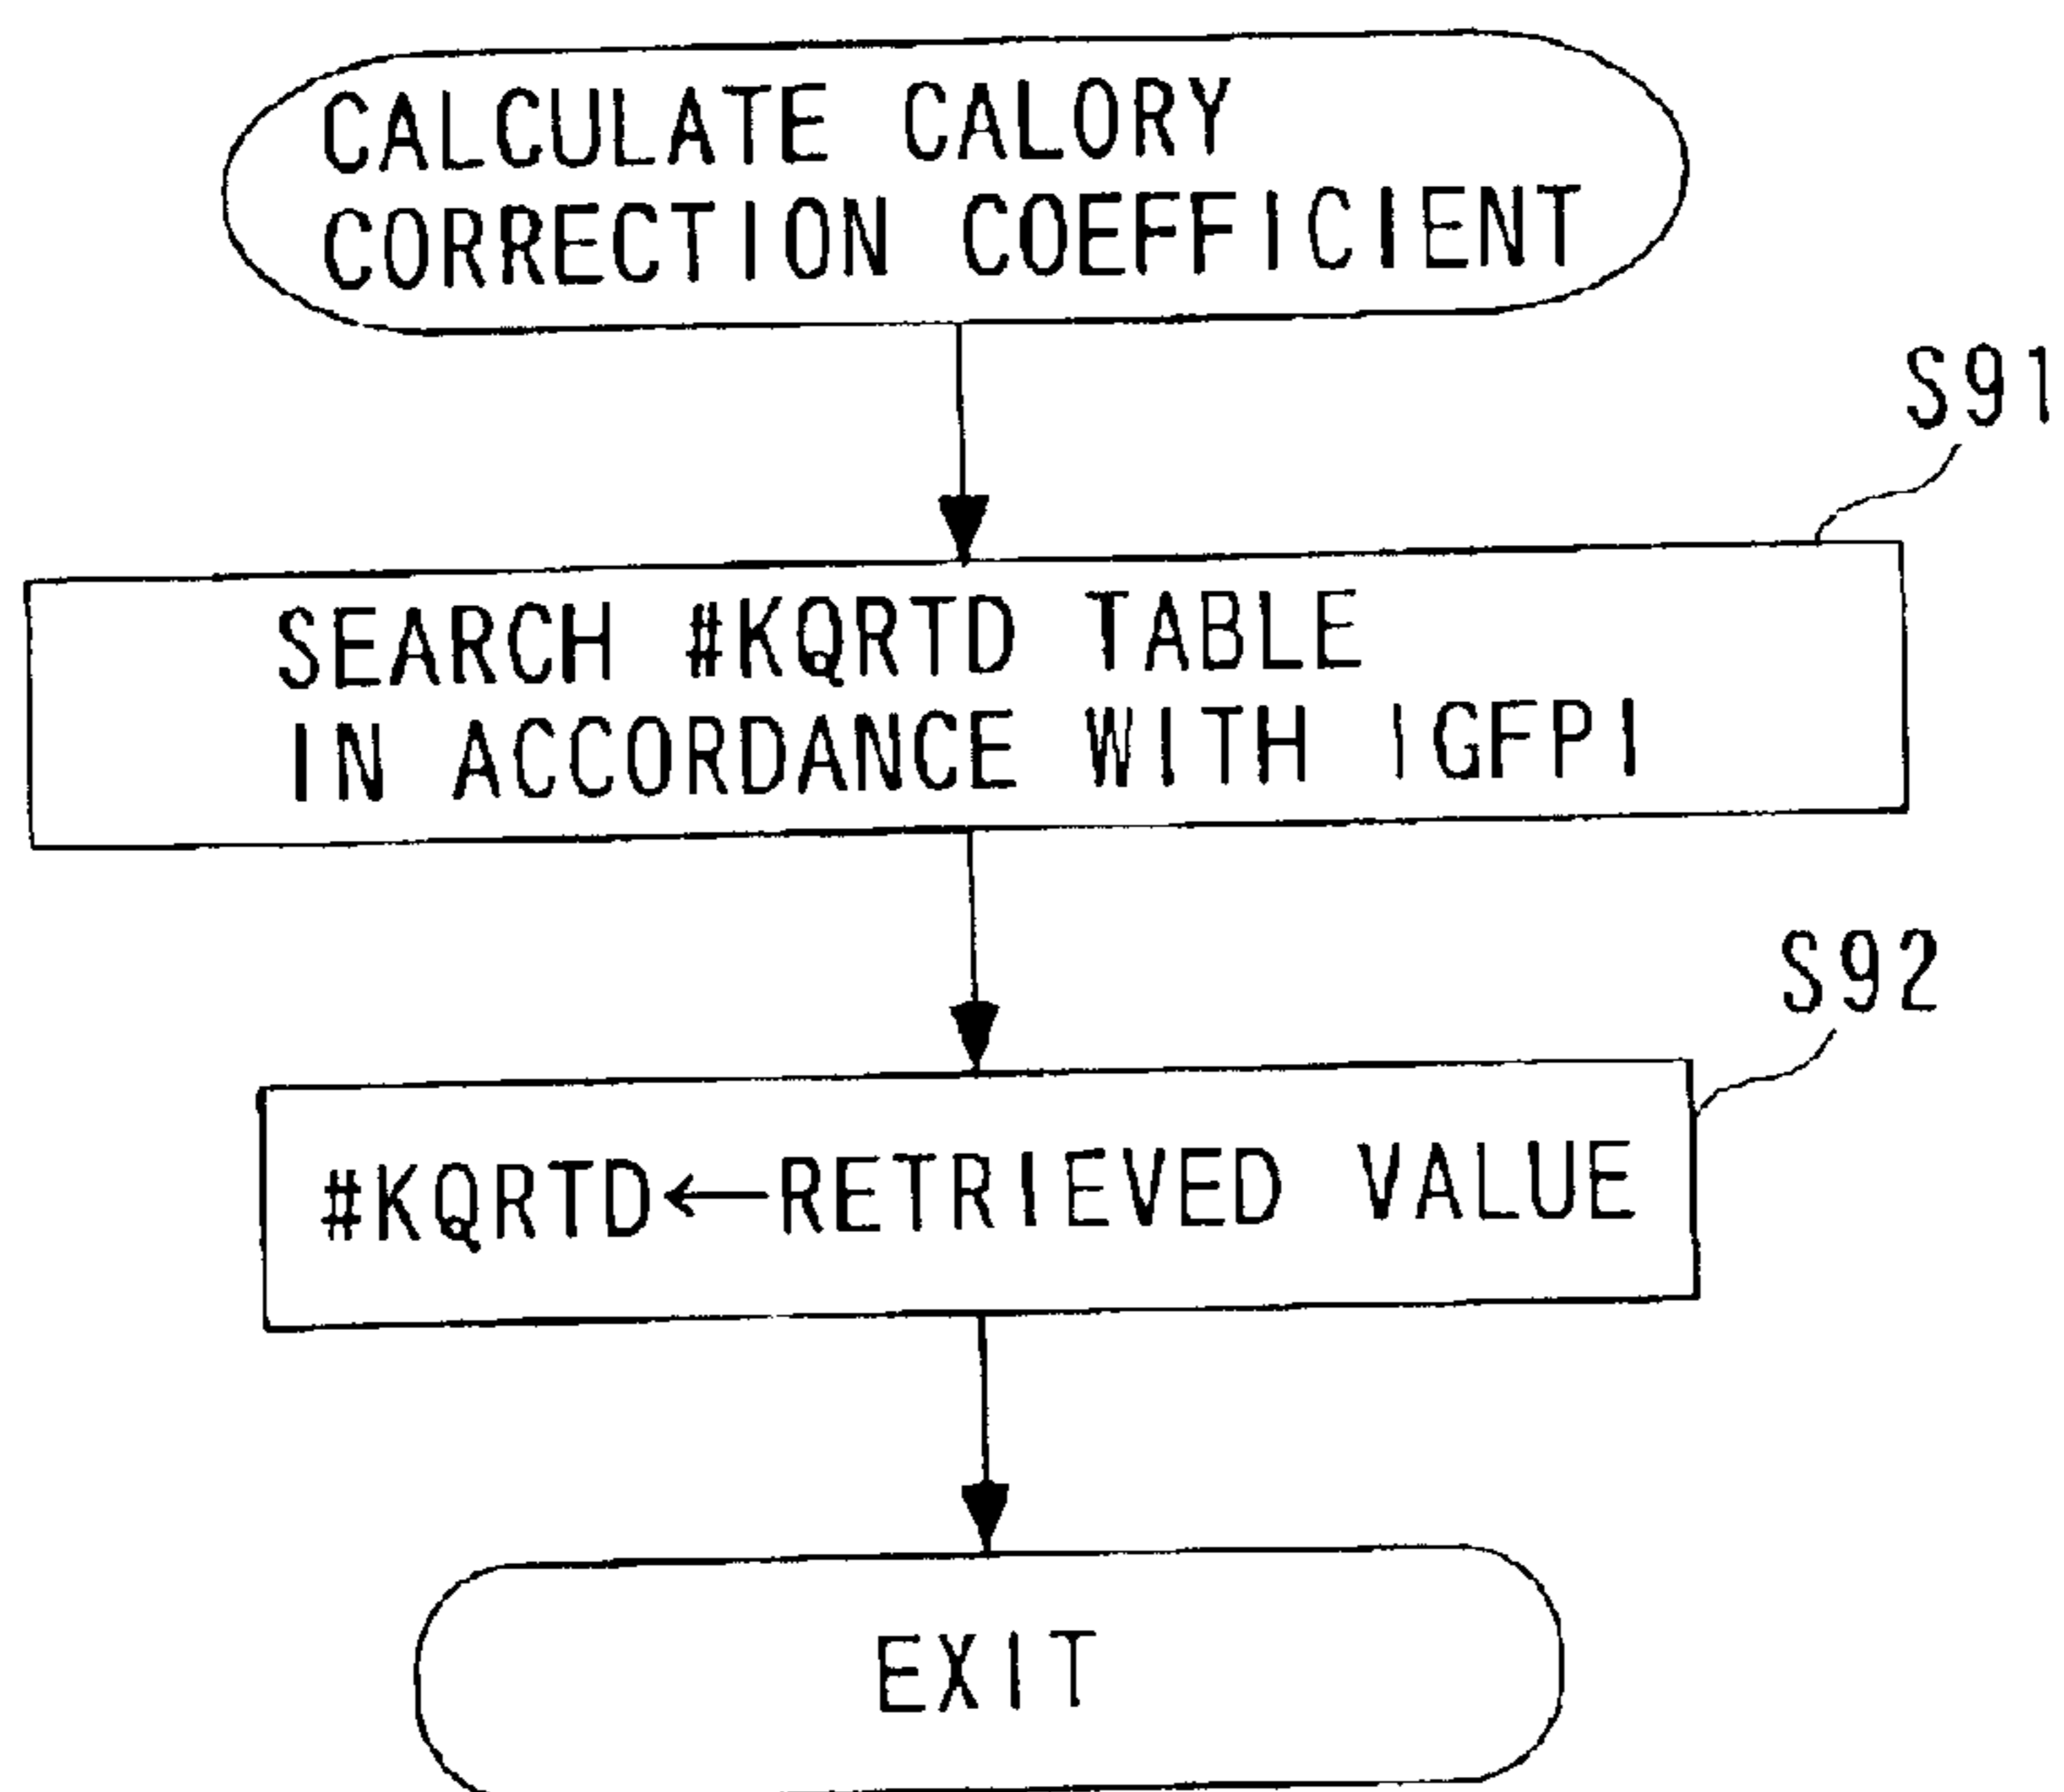 CALCULATE CALORY
CORRECTION COEFFICIENT
S91
SEARCH #KQRTD TABLE
IN ACCORDANCE WITH IGFPI
S92
#KQRTD←RETRIEVED VALUE
EXIT